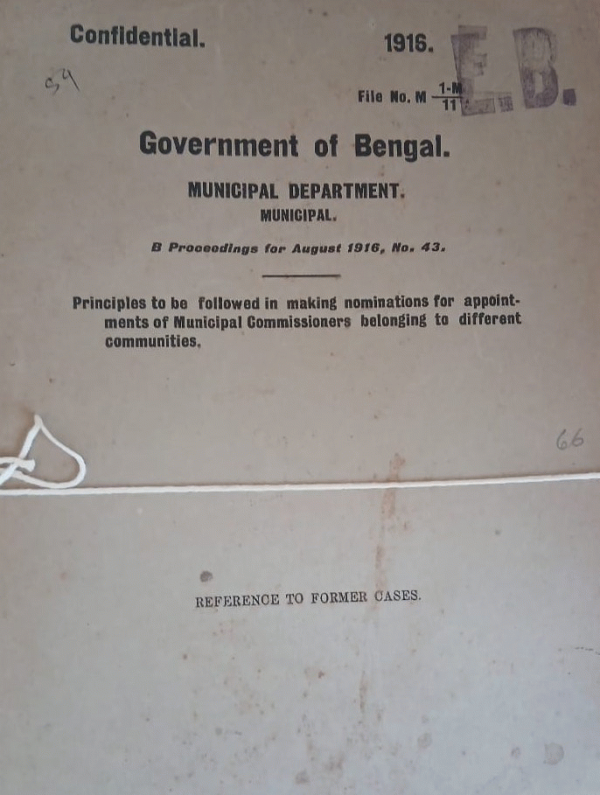 Confidential.
1916.
59
File No. M 1-M/11
E.B.
Government of Bengal.
MUNICIPAL DEPARTMENT.
MUNICIPAL.
B Proceedings for August 1916, No. 43.
Principles to be followed in making nominations for appoint-
ments of Municipal Commissioners belonging to different
communities.
66
REFERENCE TO FORMER CASES.